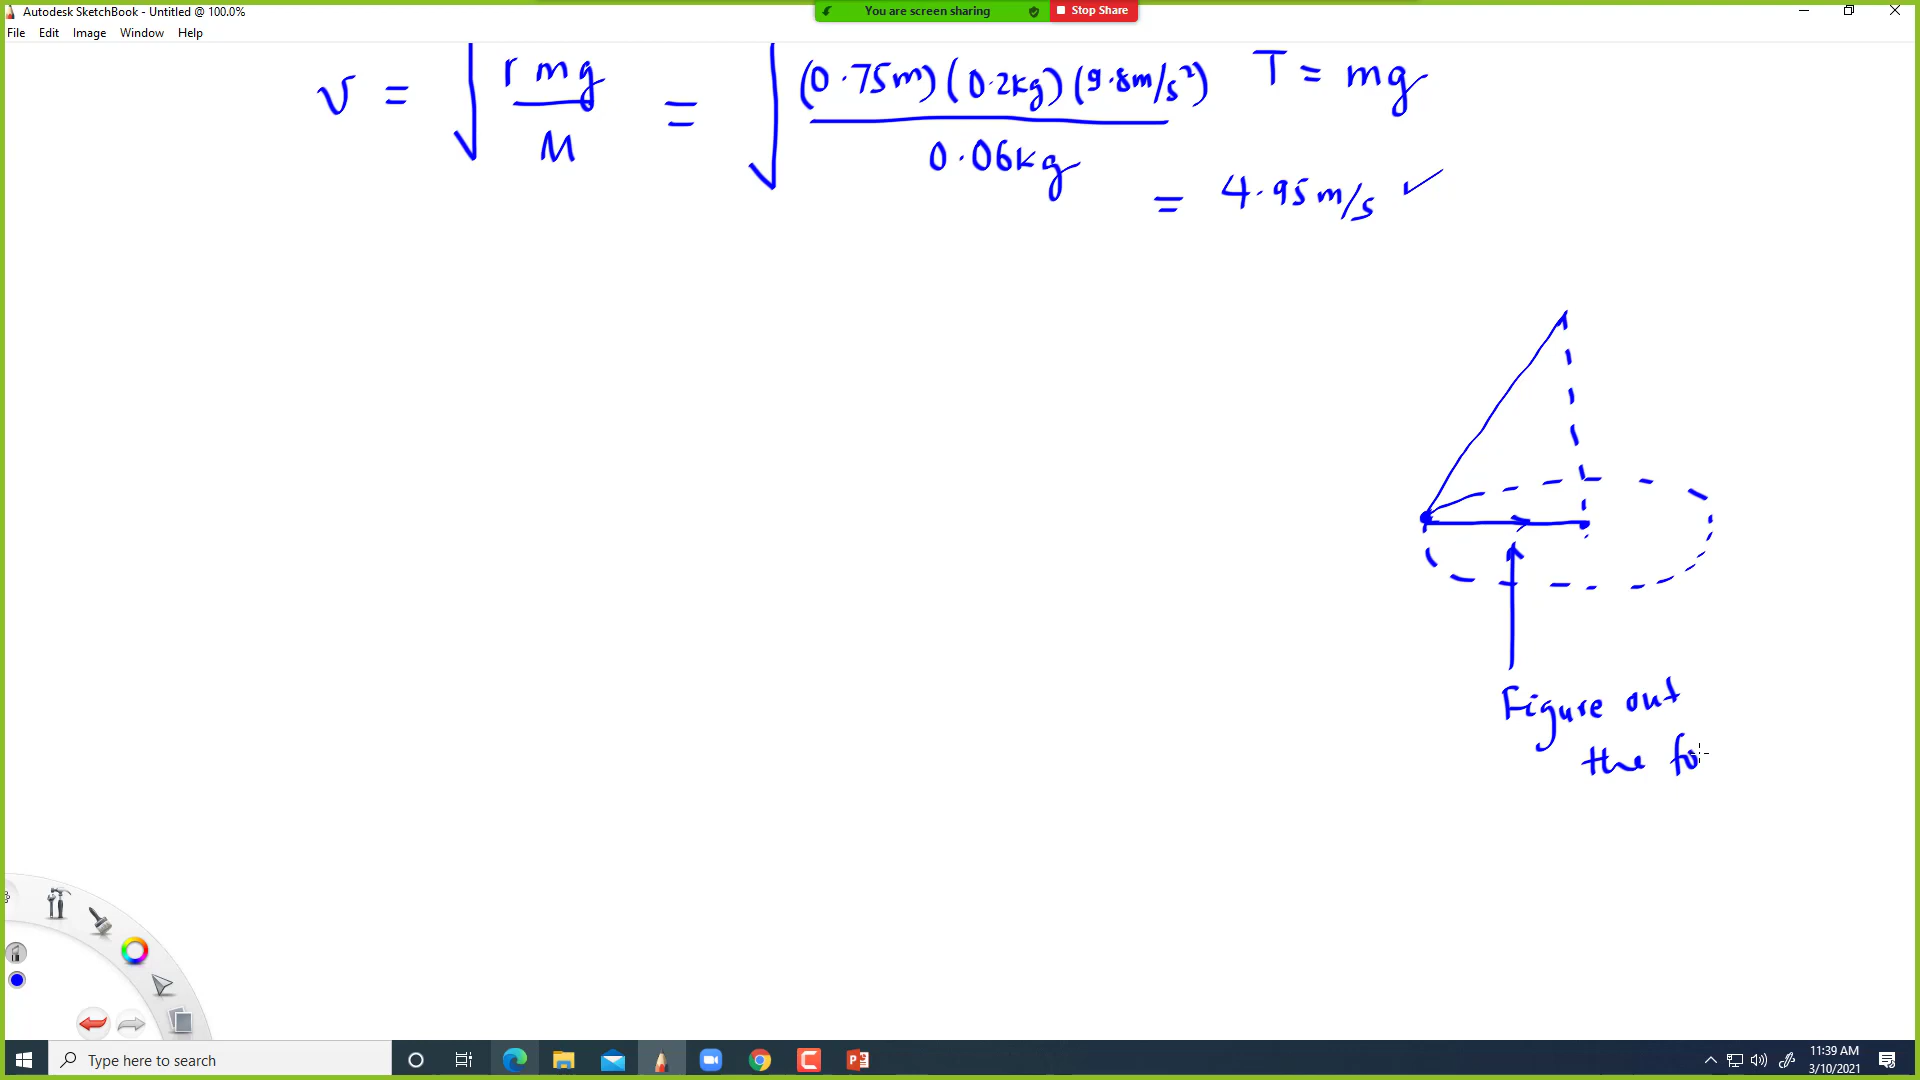 Autodesk SketchBook - Untitled @ 100.0%
You are screen sharing
Stop Share
File Edit Image Window Help
v = √ r mg / M = √ (0.75m)(0.2kg)(9.8m/s²) / 0.06kg T = mg
= 4.95 m/s ✓
Figure out
the fo
Type here to search
11:39 AM
3/10/2021